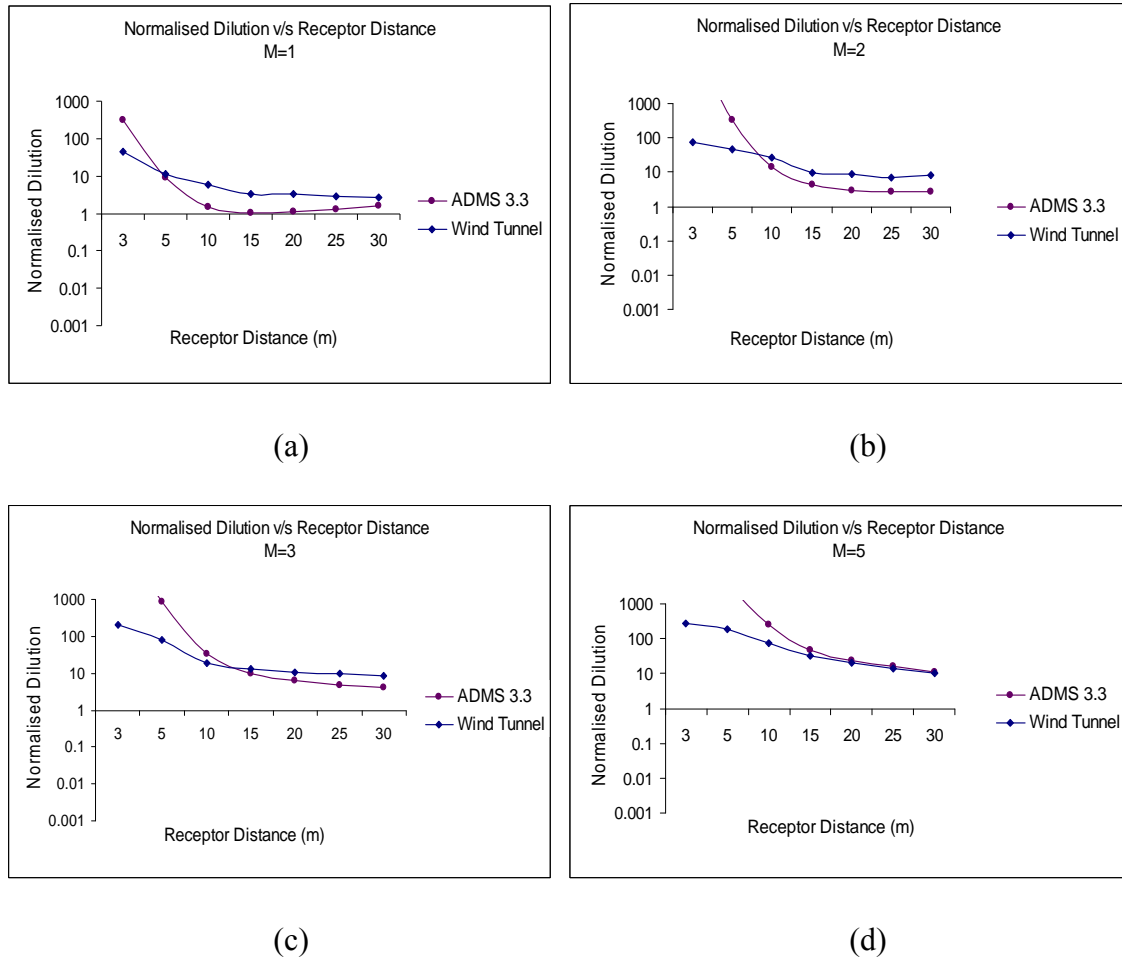 Normalised Dilution v/s Receptor Distance
M=1
1000
100
10
1
0.1
0.01
0.001
3 5 10 15 20 25 30
Normalised Dilution
Receptor Distance (m)
ADMS 3.3
Wind Tunnel
(a)
Normalised Dilution v/s Receptor Distance
M=2
1000
100
10
1
0.1
0.01
0.001
3 5 10 15 20 25 30
Normalised Dilution
Receptor Distance (m)
ADMS 3.3
Wind Tunnel
(b)
Normalised Dilution v/s Receptor Distance
M=3
1000
100
10
1
0.1
0.01
0.001
3 5 10 15 20 25 30
Normalised Dilution
Receptor Distance (m)
ADMS 3.3
Wind Tunnel
(c)
Normalised Dilution v/s Receptor Distance
M=5
1000
100
10
1
0.1
0.01
0.001
3 5 10 15 20 25 30
Normalised Dilution
Receptor Distance (m)
ADMS 3.3
Wind Tunnel
(d)